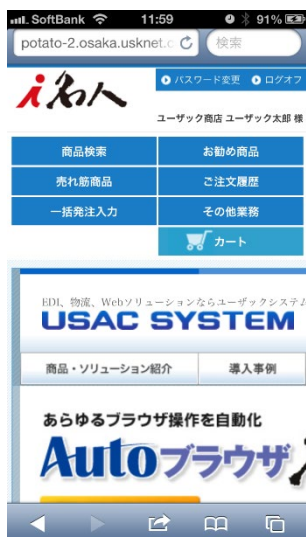 SoftBank 11:59 91%
potato-2.osaka.usknet.c 検索
i名人
パスワード変更 ログオフ
ユーザック商店 ユーザック太郎 様
商品検索 お勧め商品
売れ筋商品 ご注文履歴
一括発注入力 その他業務
カート
EDI、物流、Webソリューションならユーザックシステム
USAC SYSTEM
商品・ソリューション紹介 導入事例
あらゆるブラウザ操作を自動化
Autoブラウザ